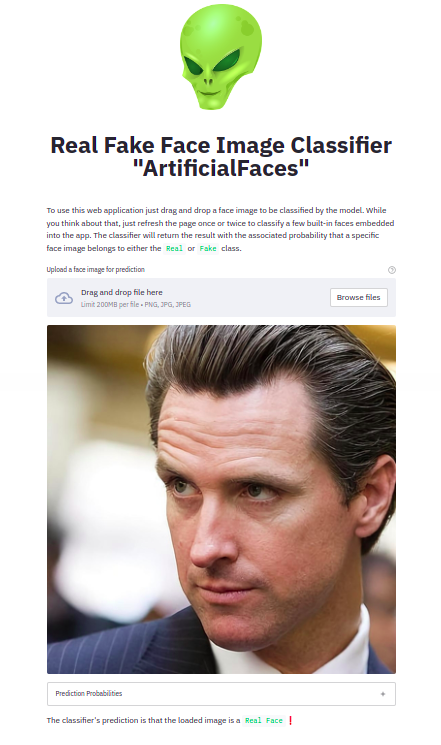 Real Fake Face Image Classifier
"ArtificialFaces"
To use this web application just drag and drop a face image to be classified by the model. While
you think about that, just refresh the page once or twice to classify a few built-in faces embedded
into the app. The classifier will return the result with the associated probability that a specific
face image belongs to either the Real or Fake class.
Upload a face image for prediction
Drag and drop file here
Limit 200MB per file • PNG, JPG, JPEG
Browse files
Prediction Probabilities
The classifier's prediction is that the loaded image is a Real Face ❗